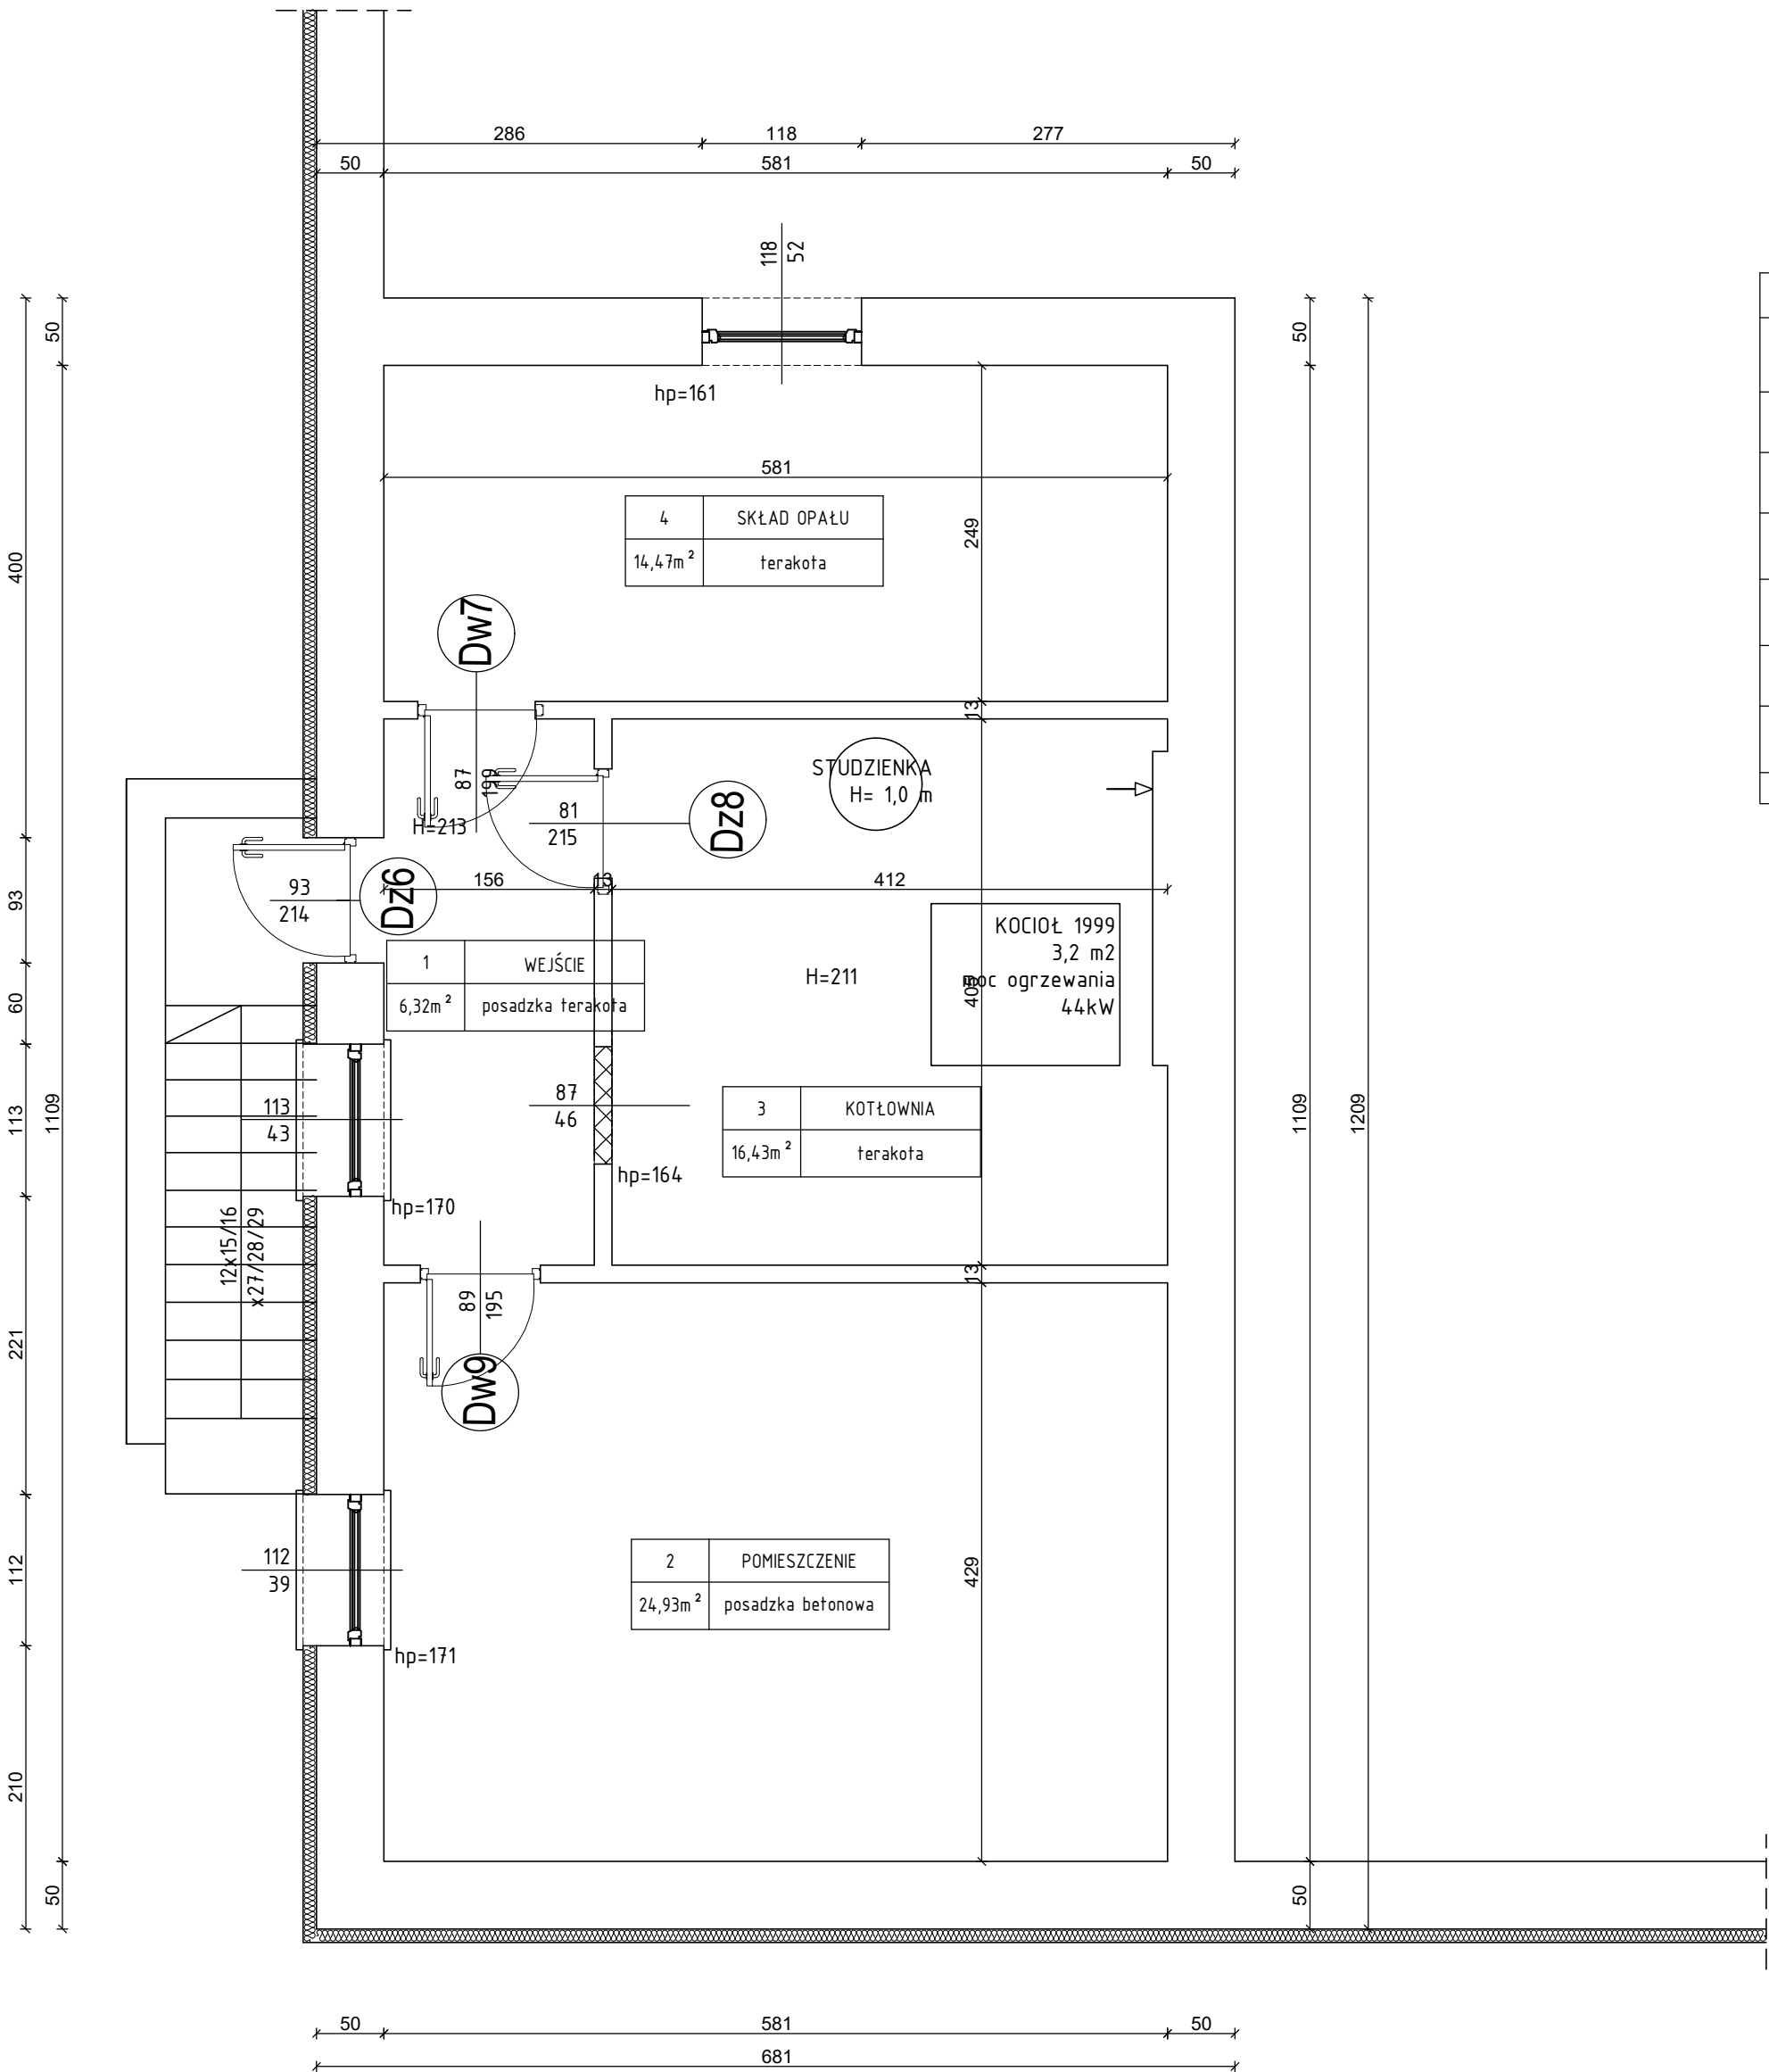 286
118
277
50
581
50
118
52
50
50
hp=161
581
4 SKŁAD OPAŁU
14,47m² terakota
249
400
Dw7
13
87
199
H=213
STUDZIENKA
H= 1,0 m
81
215
Dz8
93
93
214
Dz6
156
13
412
KOCIOŁ 1999
3,2 m2
moc ogrzewania
44kW
405
1 WEJŚCIE
6,32m² posadzka terakota
H=211
60
113
1109
113
43
87
46
3 KOTŁOWNIA
16,43m² terakota
1109
1209
hp=164
hp=170
12x15/16
x27/28/29
13
89
195
221
Dw9
112
112
39
2 POMIESZCZENIE
24,93m² posadzka betonowa
429
hp=171
210
50
50
50
581
50
681